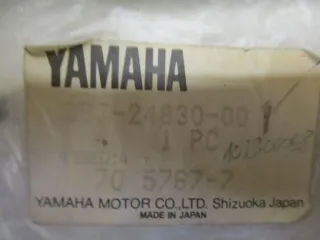 YAMAHA
-24830-00
1 PC
70 5767-7
YAMAHA MOTOR CO.,LTD. Shizuoka Japan
MADE IN JAPAN